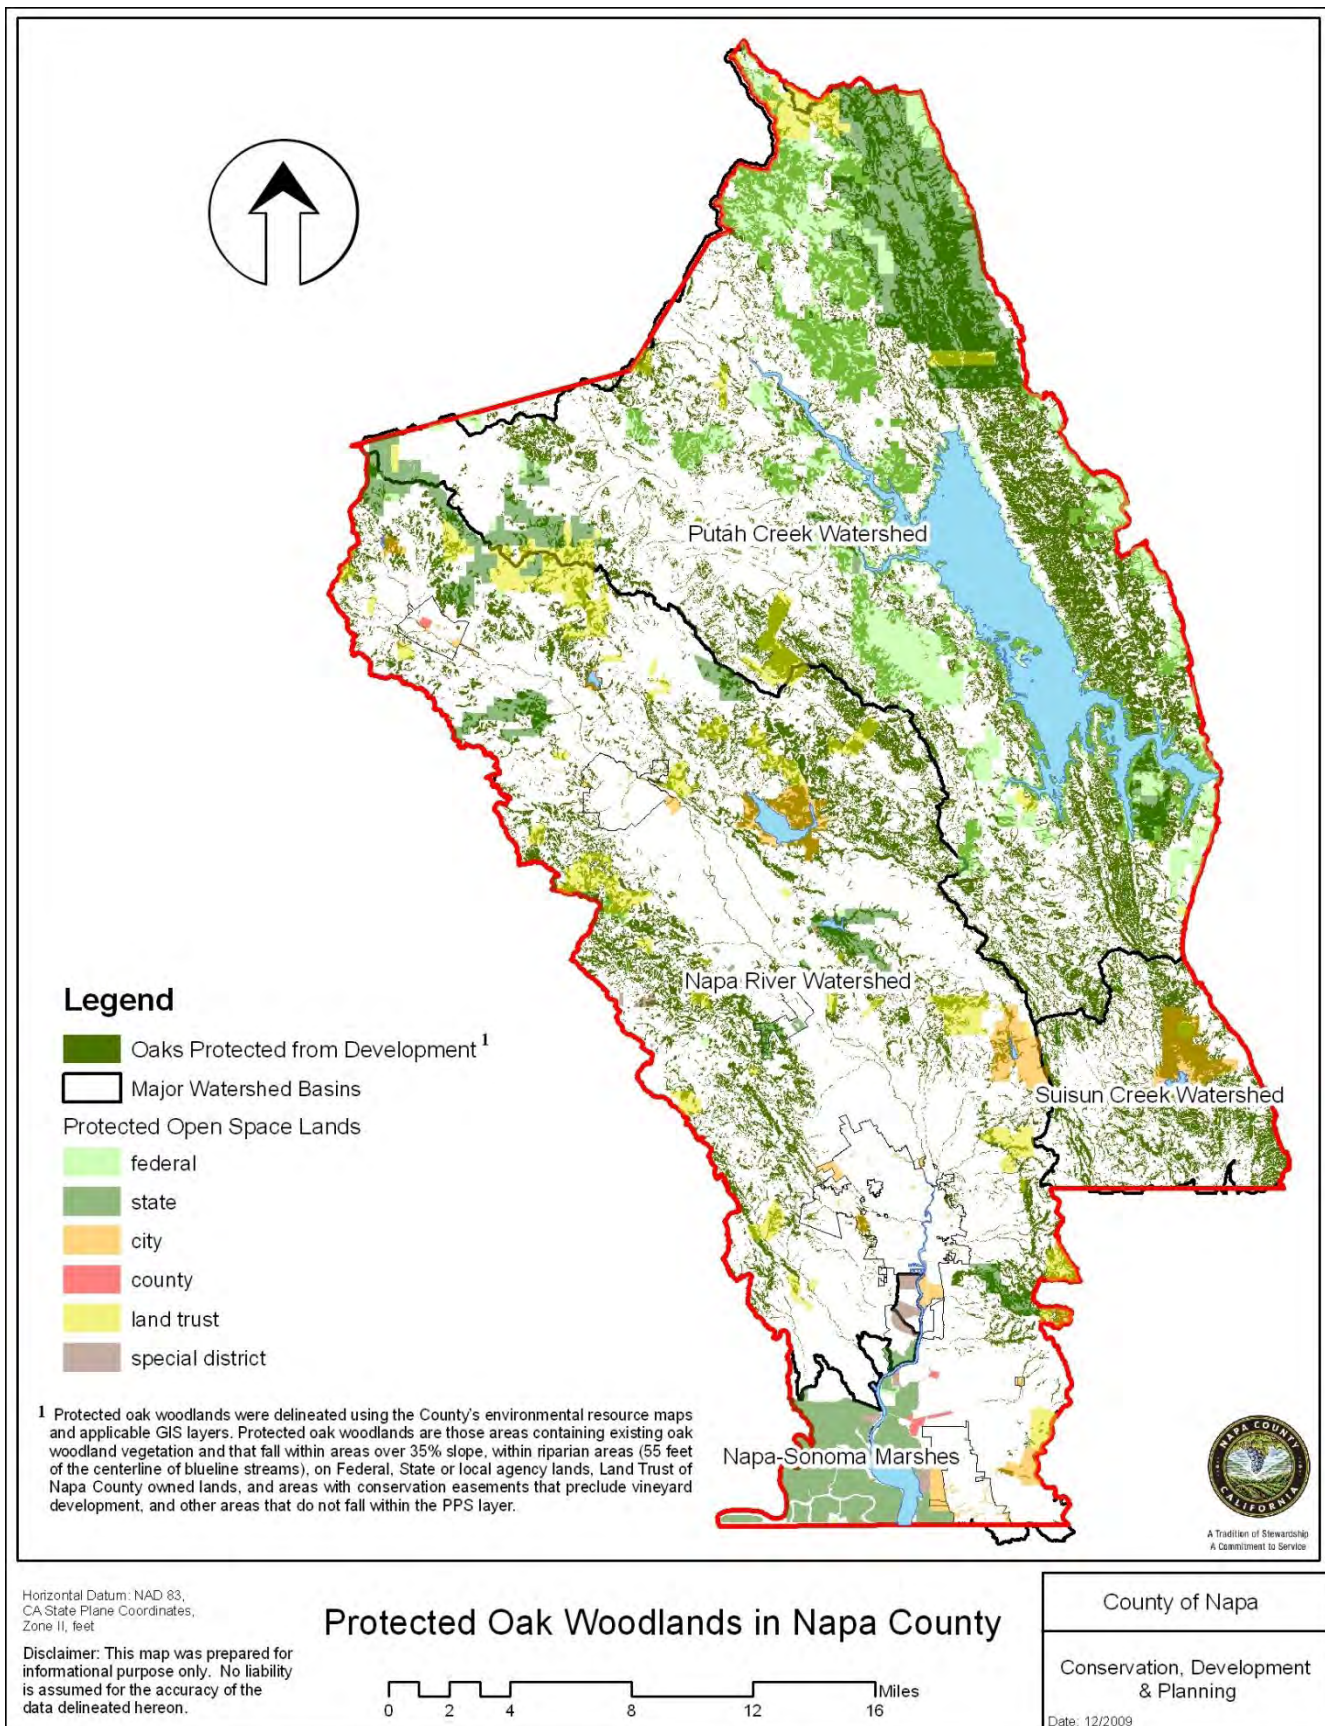 Putah Creek Watershed
Napa River Watershed
Suisun Creek Watershed
Napa-Sonoma Marshes
Legend
Oaks Protected from Development 1
Major Watershed Basins
Protected Open Space Lands
federal
state
city
county
land trust
special district
1 Protected oak woodlands were delineated using the County's environmental resource maps
and applicable GIS layers. Protected oak woodlands are those areas containing existing oak
woodland vegetation and that fall within areas over 35% slope, within riparian areas (55 feet
of the centerline of blueline streams), on Federal, State or local agency lands, Land Trust of
Napa County owned lands, and areas with conservation easements that preclude vineyard
development, and other areas that do not fall within the PPS layer.
NAPA COUNTY
CALIFORNIA
A Tradition of Stewardship
A Commitment to Service
Horizontal Datum: NAD 83,
CA State Plane Coordinates,
Zone II, feet
Disclaimer: This map was prepared for
informational purpose only. No liability
is assumed for the accuracy of the
data delineated hereon.
Protected Oak Woodlands in Napa County
Miles
0 2 4 8 12 16
County of Napa
Conservation, Development
& Planning
Date: 12/2009